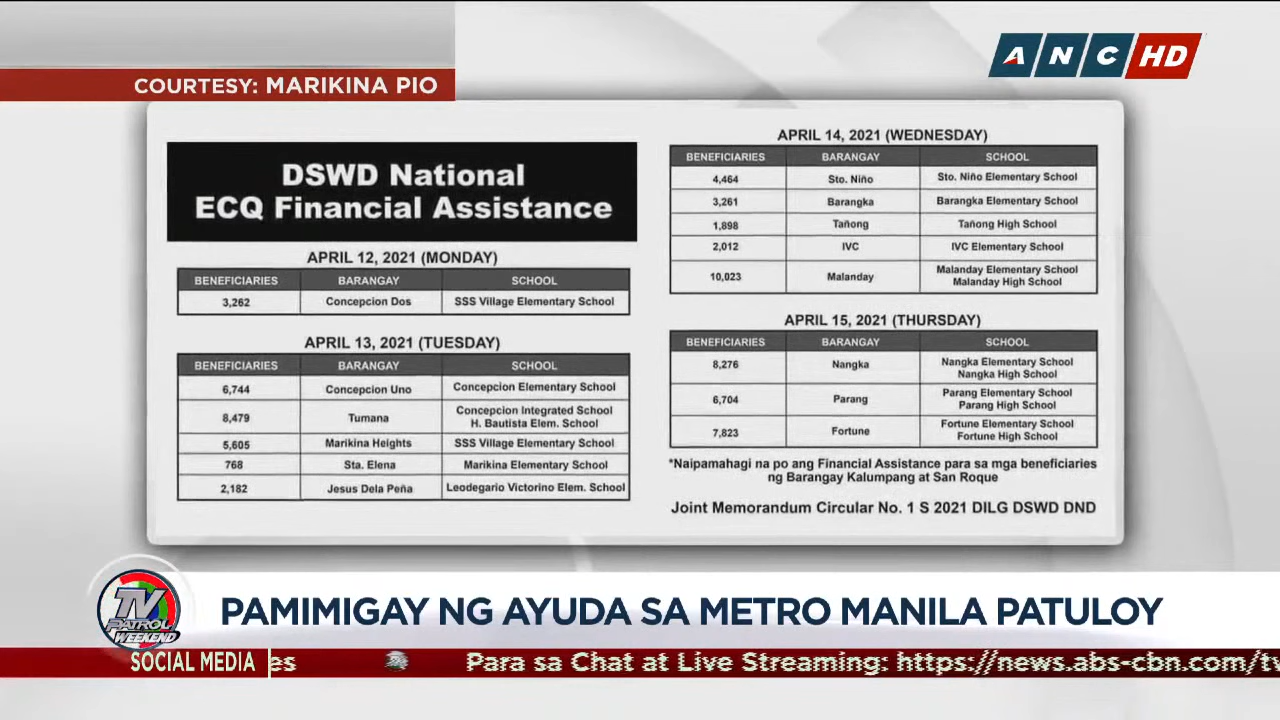 ANC HD
COURTESY: MARIKINA PIO
DSWD National
ECQ Financial Assistance
APRIL 12, 2021 (MONDAY)
BENEFICIARIES BARANGAY SCHOOL
3,262 Concepcion Dos SSS Village Elementary School
APRIL 13, 2021 (TUESDAY)
BENEFICIARIES BARANGAY SCHOOL
6,744 Concepcion Uno Concepcion Elementary School
8,479 Tumana Concepcion Integrated School
H. Bautista Elem. School
5,605 Marikina Heights SSS Village Elementary School
768 Sta. Elena Marikina Elementary School
2,182 Jesus Dela Peña Leodegario Victorino Elem. School
APRIL 14, 2021 (WEDNESDAY)
BENEFICIARIES BARANGAY SCHOOL
4,464 Sto. Niño Sto. Niño Elementary School
3,261 Barangka Barangka Elementary School
1,898 Tañong Tañong High School
2,012 IVC IVC Elementary School
10,023 Malanday Malanday Elementary School
Malanday High School
APRIL 15, 2021 (THURSDAY)
BENEFICIARIES BARANGAY SCHOOL
8,276 Nangka Nangka Elementary School
Nangka High School
6,704 Parang Parang Elementary School
Parang High School
7,823 Fortune Fortune Elementary School
Fortune High School
*Naipamahagi na po ang Financial Assistance para sa mga beneficiaries
ng Barangay Kalumpang at San Roque
Joint Memorandum Circular No. 1 S 2021 DILG DSWD DND
TV
PATROL
WEEKEND
PAMIMIGAY NG AYUDA SA METRO MANILA PATULOY
SOCIAL MEDIA es Para sa Chat at Live Streaming: https://news.abs-cbn.com/tv